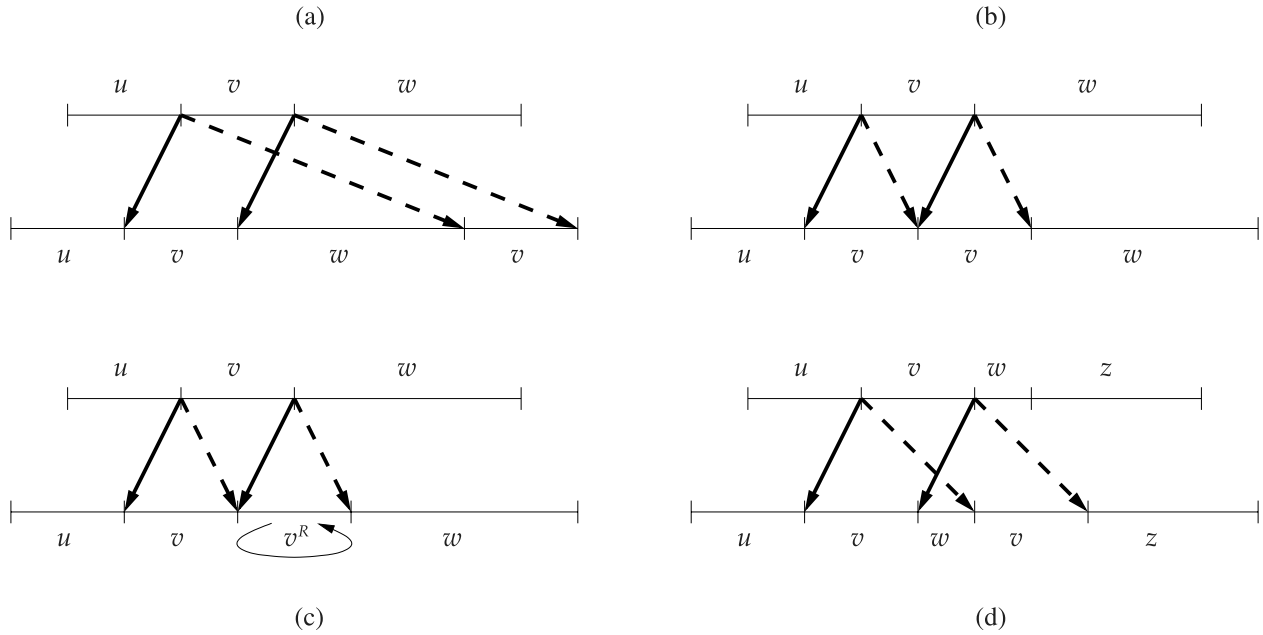 (a) (b)
u v w u v w
u v w v u v v w
u v w u v w z
u v v^R w u v w v z
(c) (d)